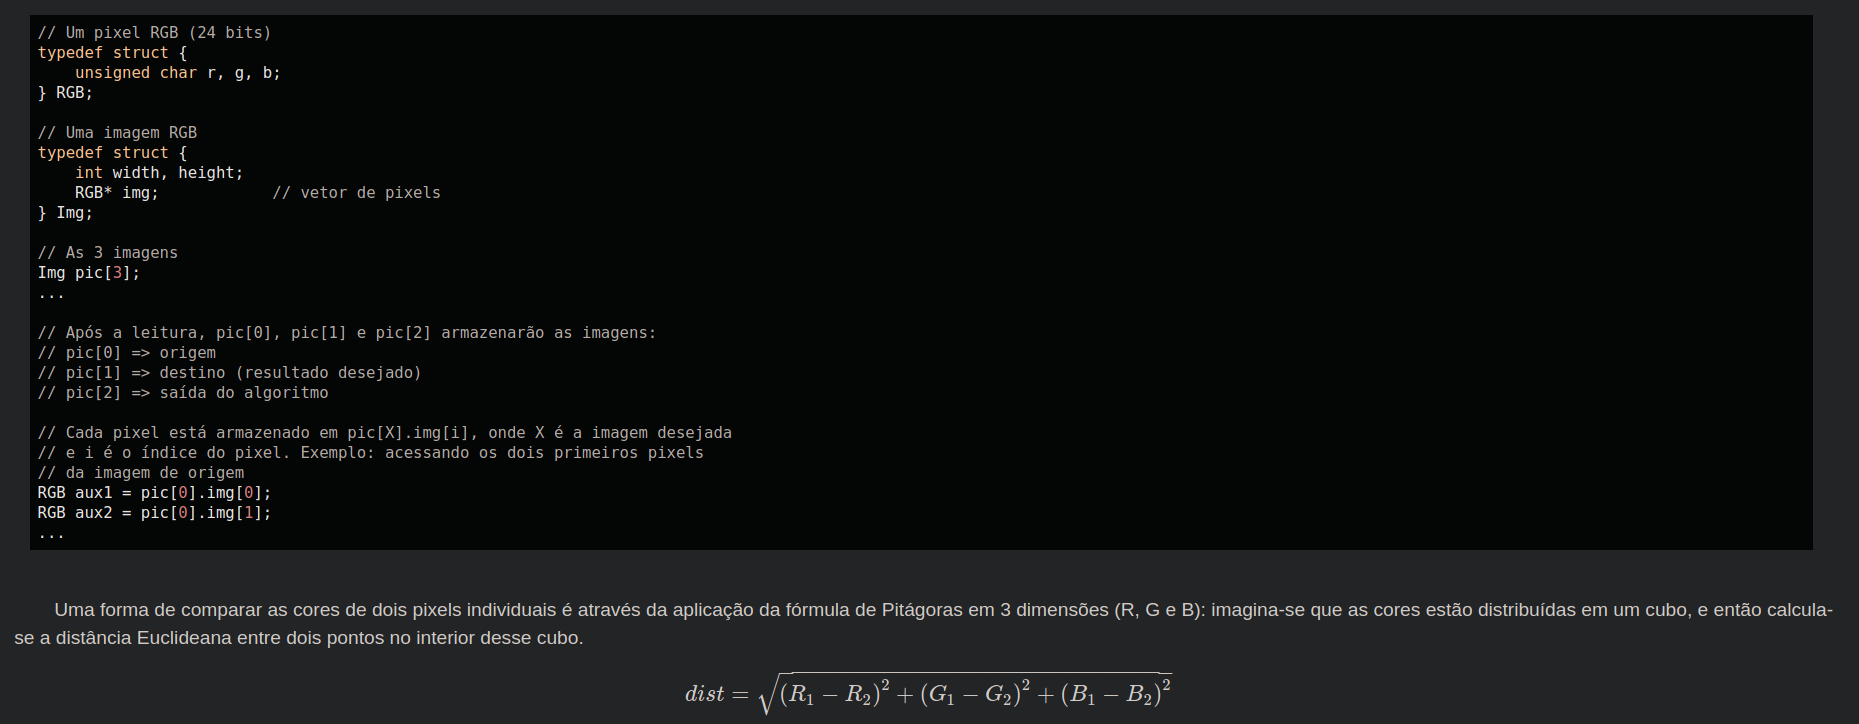 // Um pixel RGB (24 bits)
typedef struct {
    unsigned char r, g, b;
} RGB;

// Uma imagem RGB
typedef struct {
    int width, height;
    RGB* img;            // vetor de pixels
} Img;

// As 3 imagens
Img pic[3];
...

// Após a leitura, pic[0], pic[1] e pic[2] armazenarão as imagens:
// pic[0] => origem
// pic[1] => destino (resultado desejado)
// pic[2] => saída do algoritmo

// Cada pixel está armazenado em pic[X].img[i], onde X é a imagem desejada
// e i é o índice do pixel. Exemplo: acessando os dois primeiros pixels
// da imagem de origem
RGB aux1 = pic[0].img[0];
RGB aux2 = pic[0].img[1];
...

Uma forma de comparar as cores de dois pixels individuais é através da aplicação da fórmula de Pitágoras em 3 dimensões (R, G e B): imagina-se que as cores estão distribuídas em um cubo, e então calcula-
se a distância Euclideana entre dois pontos no interior desse cubo.

dist = √((R₁ − R₂)² + (G₁ − G₂)² + (B₁ − B₂)²)